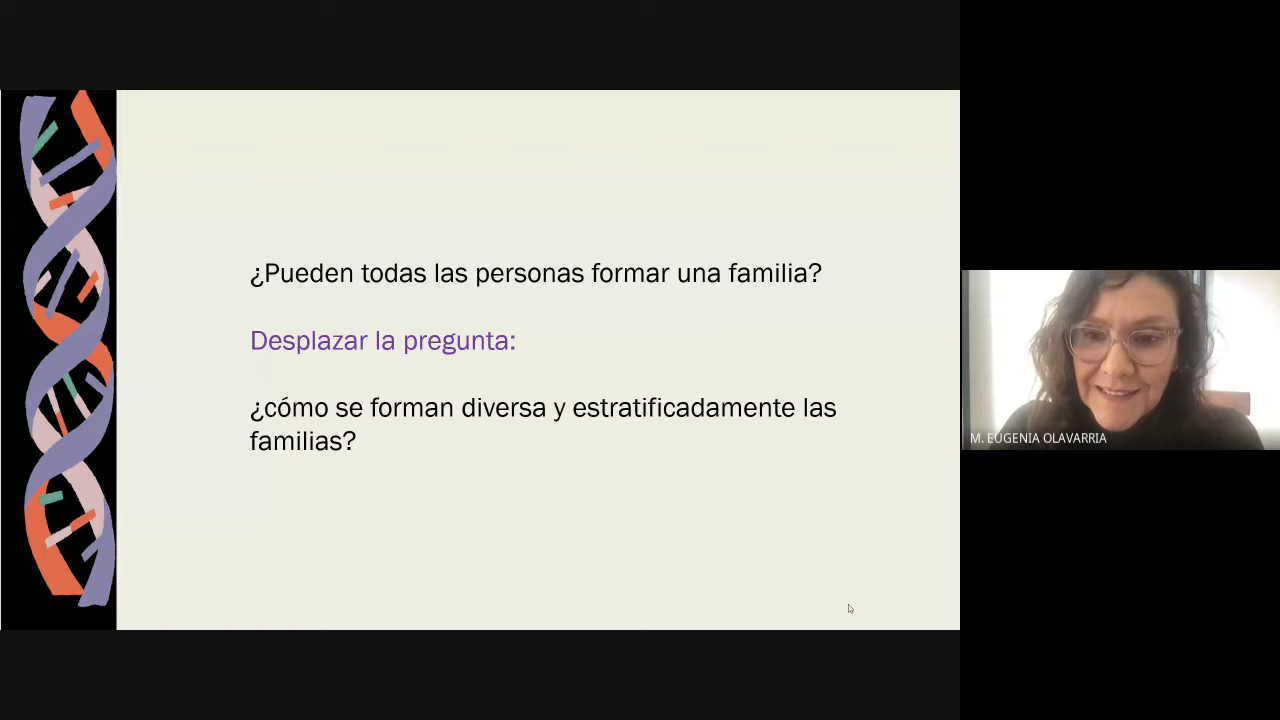 ¿Pueden todas las personas formar una familia?
Desplazar la pregunta:
¿cómo se forman diversa y estratificadamente las
familias?
M. EUGENIA OLAVARRIA